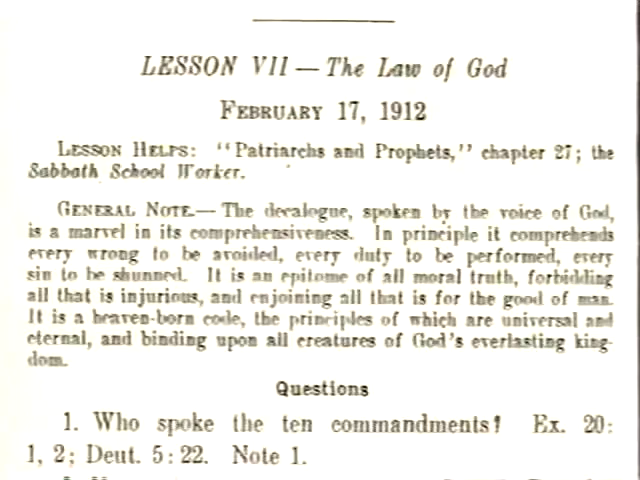 LESSON VII — The Law of God
FEBRUARY 17, 1912
LESSON HELPS: "Patriarchs and Prophets," chapter 27; the
Sabbath School Worker.
GENERAL NOTE.— The decalogue, spoken by the voice of God,
is a marvel in its comprehensiveness. In principle it comprehends
every wrong to be avoided, every duty to be performed, every
sin to be shunned. It is an epitome of all moral truth, forbidding
all that is injurious, and enjoining all that is for the good of man.
It is a heaven-born code, the principles of which are universal and
eternal, and binding upon all creatures of God's everlasting king-
dom.
Questions
1. Who spoke the ten commandments? Ex. 20:
1, 2; Deut. 5: 22. Note 1.